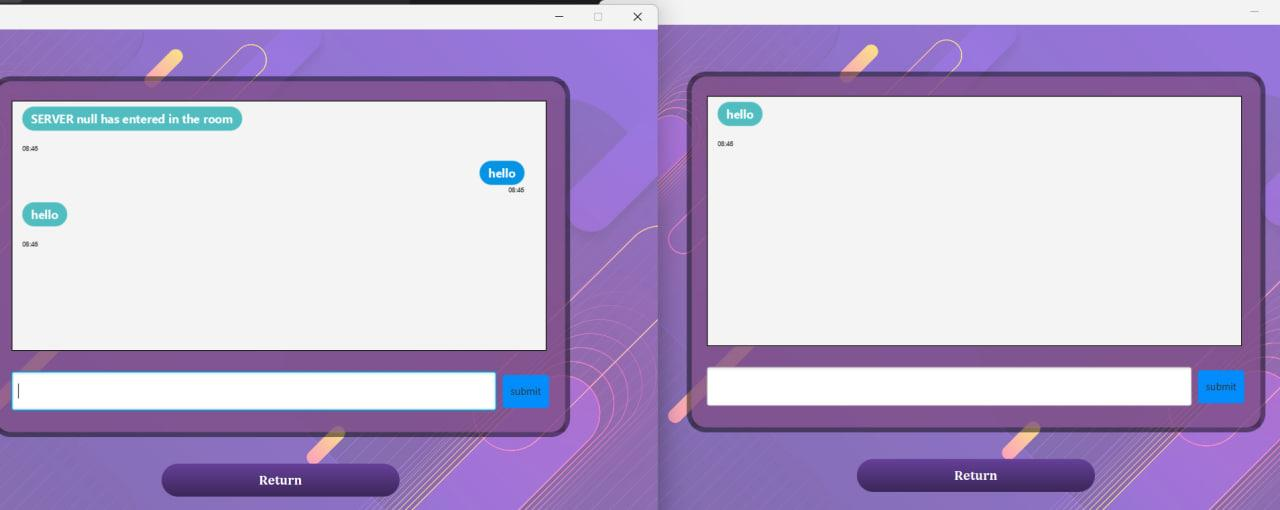 SERVER null has entered in the room
08:46
hello
08:46
hello
08:46
submit
Return
hello
08:46
submit
Return